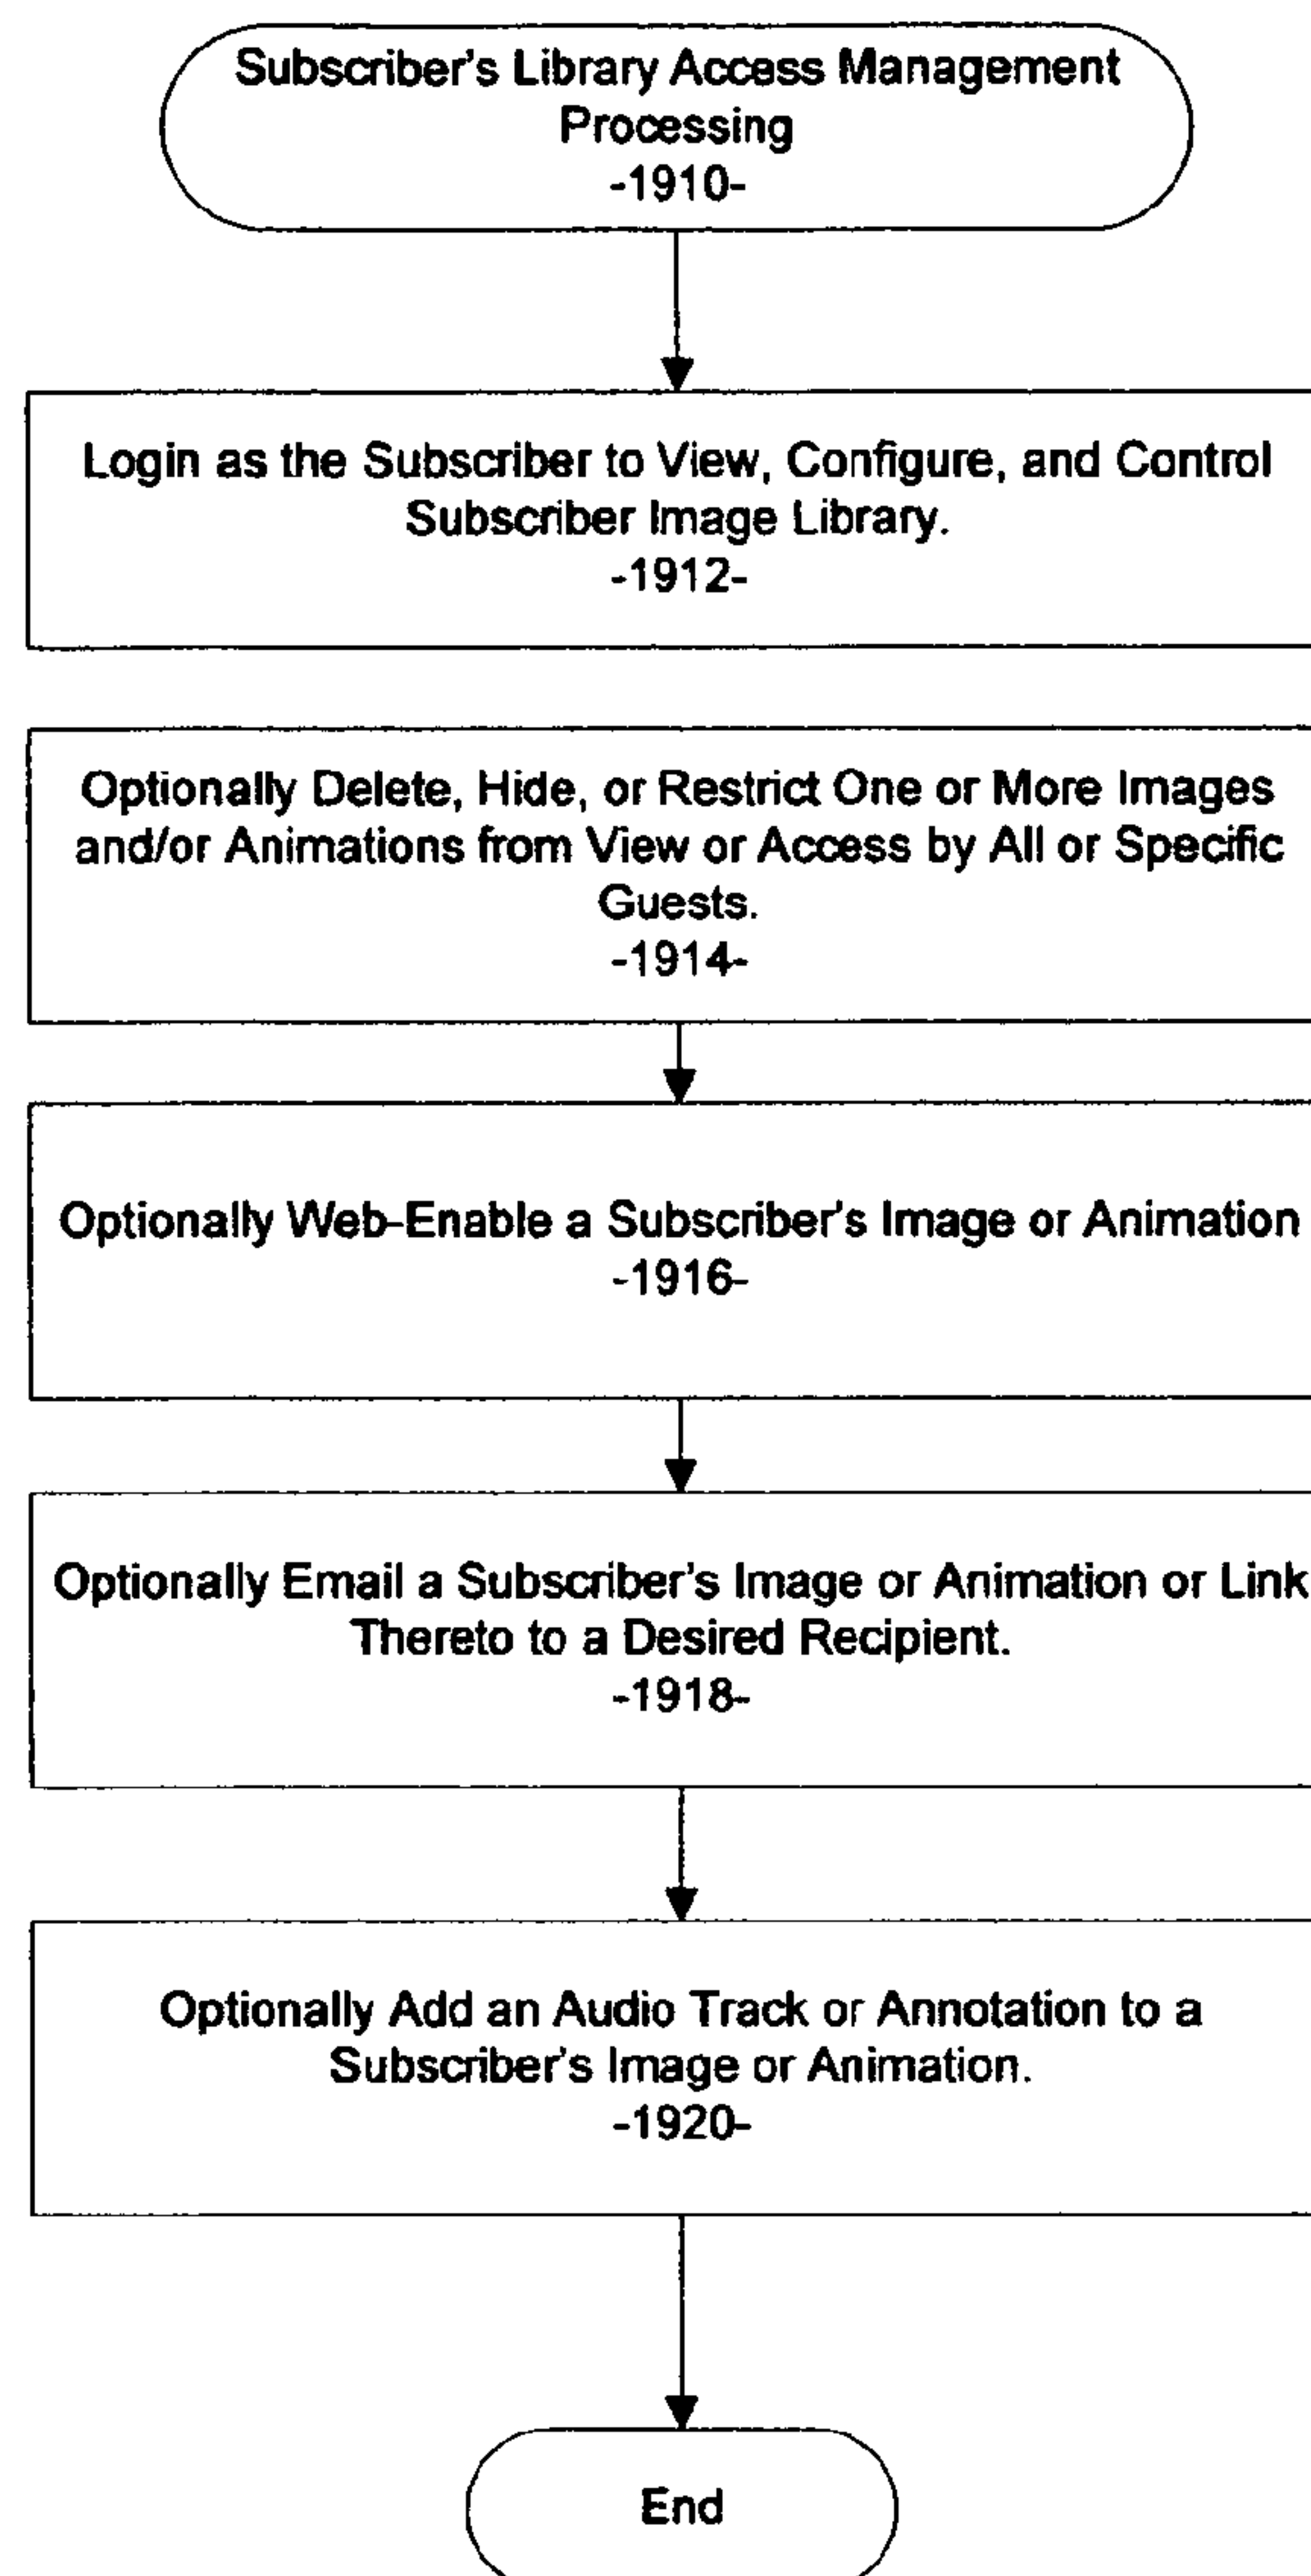 Subscriber's Library Access Management
Processing
-1910-
Login as the Subscriber to View, Configure, and Control
Subscriber Image Library.
-1912-
Optionally Delete, Hide, or Restrict One or More Images
and/or Animations from View or Access by All or Specific
Guests.
-1914-
Optionally Web-Enable a Subscriber's Image or Animation
-1916-
Optionally Email a Subscriber's Image or Animation or Link
Thereto to a Desired Recipient.
-1918-
Optionally Add an Audio Track or Annotation to a
Subscriber's Image or Animation.
-1920-
End